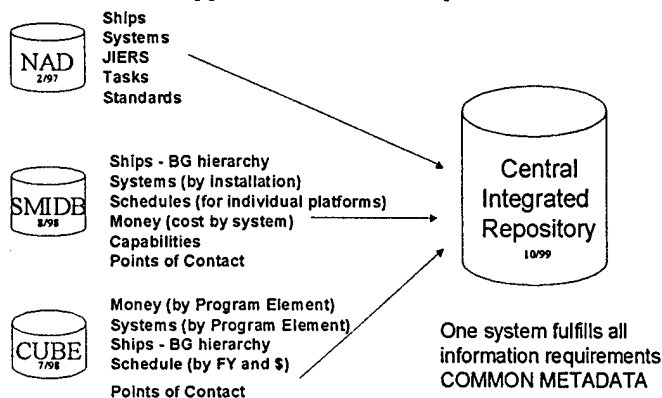 NAD
2/97
Ships
Systems
JIERS
Tasks
Standards
SMIDB
8/98
Ships - BG hierarchy
Systems (by installation)
Schedules (for individual platforms)
Money (cost by system)
Capabilities
Points of Contact
CUBE
7/98
Money (by Program Element)
Systems (by Program Element)
Ships - BG hierarchy
Schedule (by FY and $)
Points of Contact
Central
Integrated
Repository
10/99
One system fulfills all
information requirements
COMMON METADATA